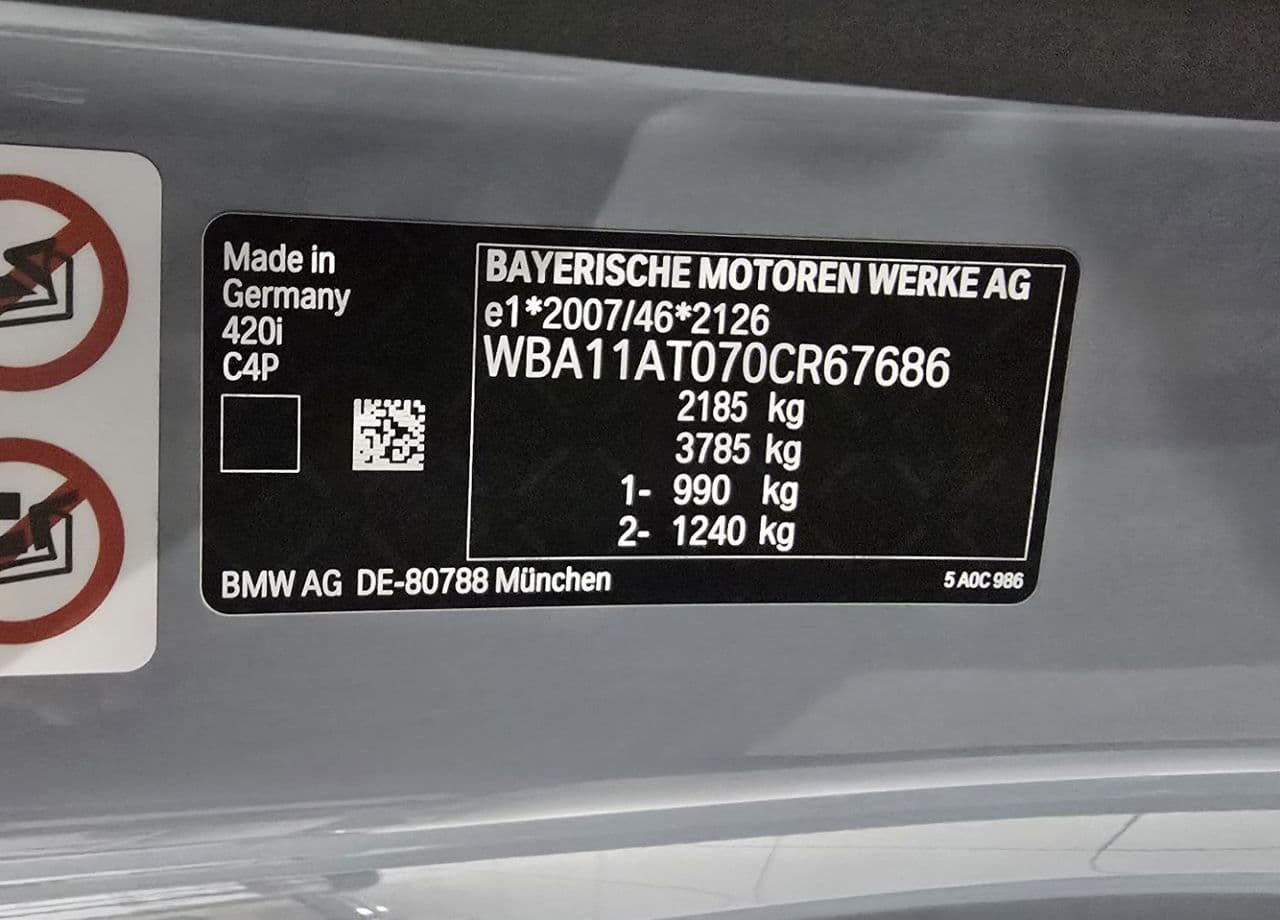 Made in
Germany
420i
C4P
BAYERISCHE MOTOREN WERKE AG
e1*2007/46*2126
WBA11AT070CR67686
2185 kg
3785 kg
1- 990 kg
2- 1240 kg
BMW AG DE-80788 München
5 A0C 986